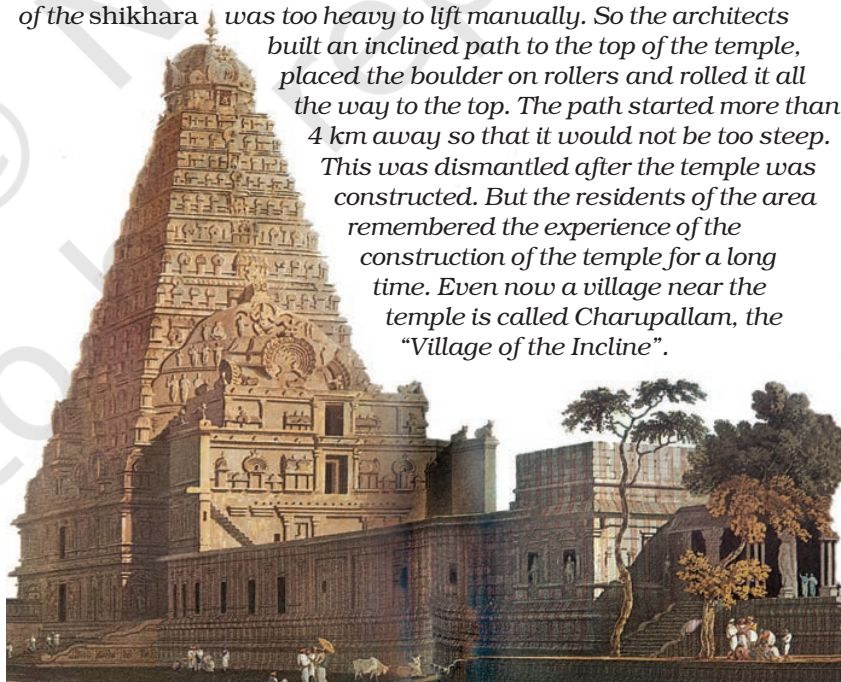 of the shikhara was too heavy to lift manually. So the architects
built an inclined path to the top of the temple,
placed the boulder on rollers and rolled it all
the way to the top. The path started more than
4 km away so that it would not be too steep.
This was dismantled after the temple was
constructed. But the residents of the area
remembered the experience of the
construction of the temple for a long
time. Even now a village near the
temple is called Charupallam, the
“Village of the Incline”.